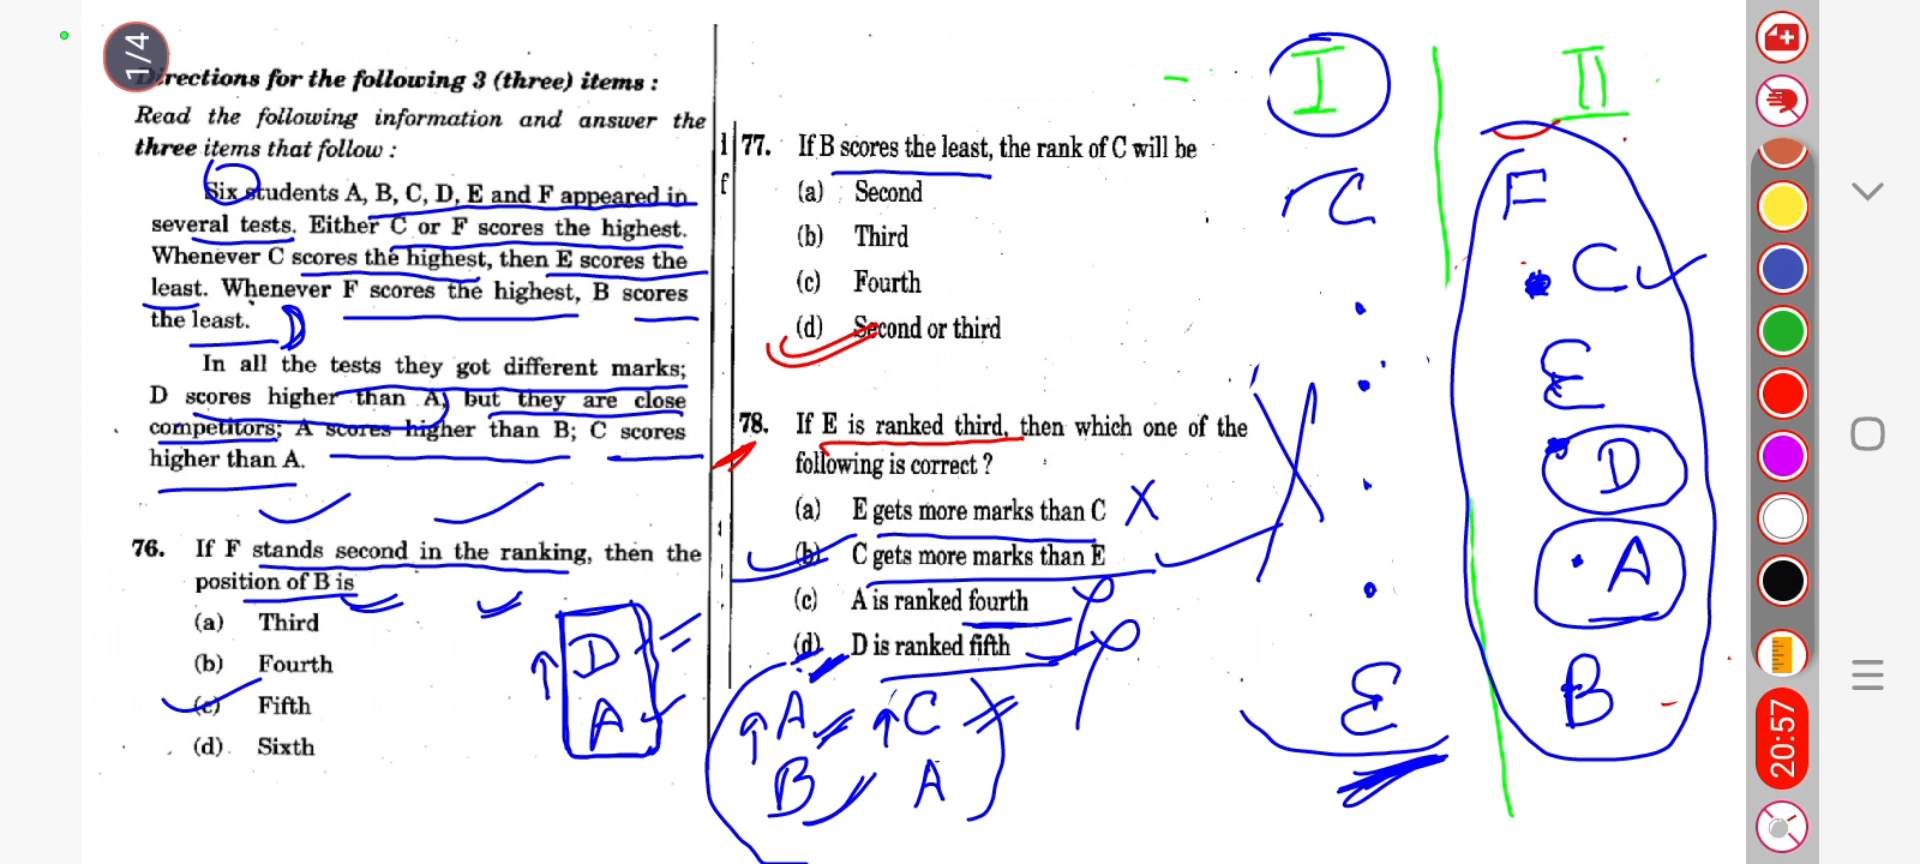 1/4
Directions for the following 3 (three) items :
Read the following information and answer the
three items that follow :
Six students A, B, C, D, E and F appeared in
several tests. Either C or F scores the highest.
Whenever C scores the highest, then E scores the
least. Whenever F scores the highest, B scores
the least.
D
In all the tests they got different marks;
D scores higher than A, but they are close
competitors; A scores higher than B; C scores
higher than A.
76. If F stands second in the ranking, then the
position of B is
(a) Third
(b) Fourth
(c) Fifth
(d) Sixth
D
A
77. If B scores the least, the rank of C will be
(a) Second
(b) Third
(c) Fourth
(d) Second or third
78. If E is ranked third, then which one of the
following is correct ?
(a) E gets more marks than C
(b) C gets more marks than E
(c) A is ranked fourth
(d) D is ranked fifth
A C
B A
I
C
E
II
F
C
E
D
A
B
20:57